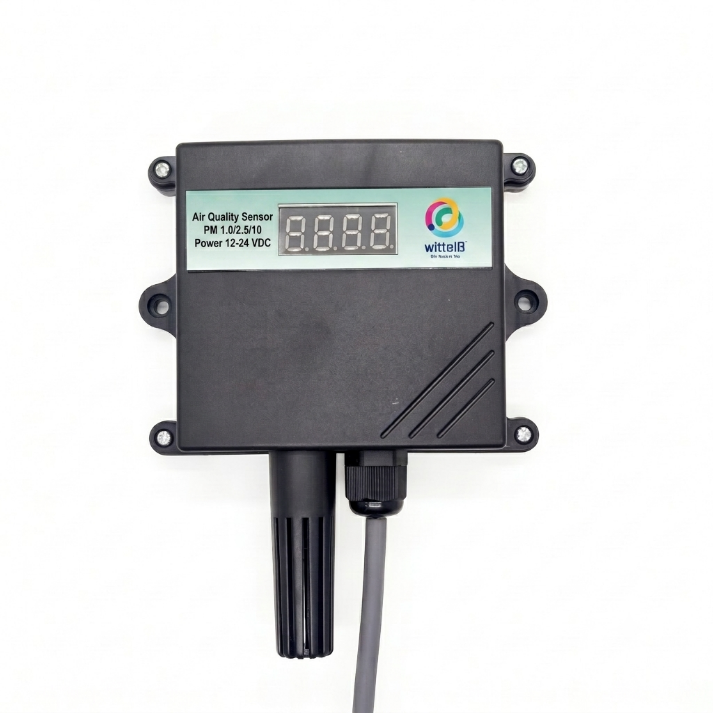 Air Quality Sensor
PM 1.0/2.5/10
Power 12-24 VDC
8.8.8.8.
wittelB